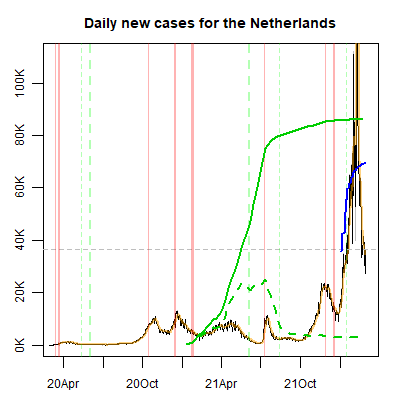 Daily new cases for the Netherlands
100K
80K
60K
40K
20K
0K
20Apr
20Oct
21Apr
21Oct